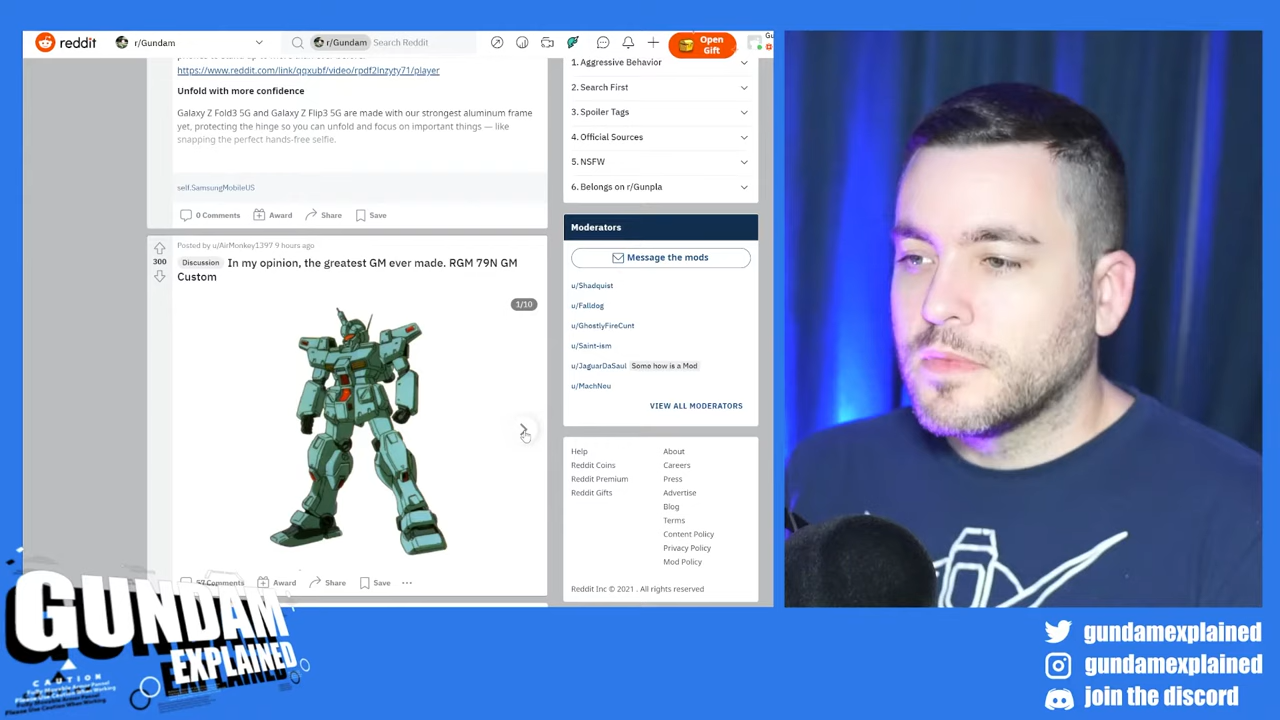 reddit
r/Gundam
r/Gundam
Search Reddit
Open
Gift
https://www.reddit.com/link/qqxubf/video/rpdf2lnzyty71/player
Unfold with more confidence
Galaxy Z Fold3 5G and Galaxy Z Flip3 5G are made with our strongest aluminum frame
yet, protecting the hinge so you can unfold and focus on important things — like
snapping the perfect hands-free selfie.
self.SamsungMobileUS
0 Comments Award Share Save
300
Posted by u/AirMonkey1397 9 hours ago
Discussion In my opinion, the greatest GM ever made. RGM 79N GM
Custom
1/10
Comments Award Share Save
1. Aggressive Behavior
2. Search First
3. Spoiler Tags
4. Official Sources
5. NSFW
6. Belongs on r/Gunpla
Moderators
Message the mods
u/Shadquist
u/Falldog
u/GhostlyFireCunt
u/Saint-ism
u/JaguarDaSaul Some how is a Mod
u/MachNeu
VIEW ALL MODERATORS
Help
Reddit Coins
Reddit Premium
Reddit Gifts
About
Careers
Press
Advertise
Blog
Terms
Content Policy
Privacy Policy
Mod Policy
Reddit Inc © 2021 . All rights reserved
GUNDAM
EXPLAINED
CAUTION
gundamexplained
gundamexplained
join the discord